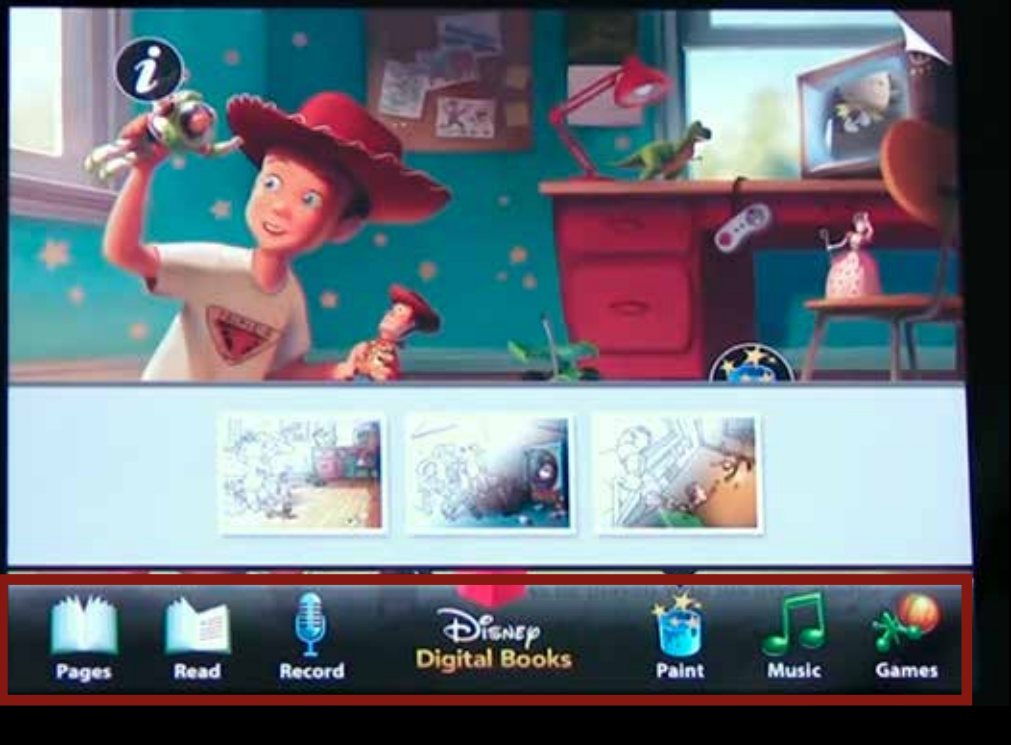 i
Disney
Digital Books
Pages
Read
Record
Paint
Music
Games